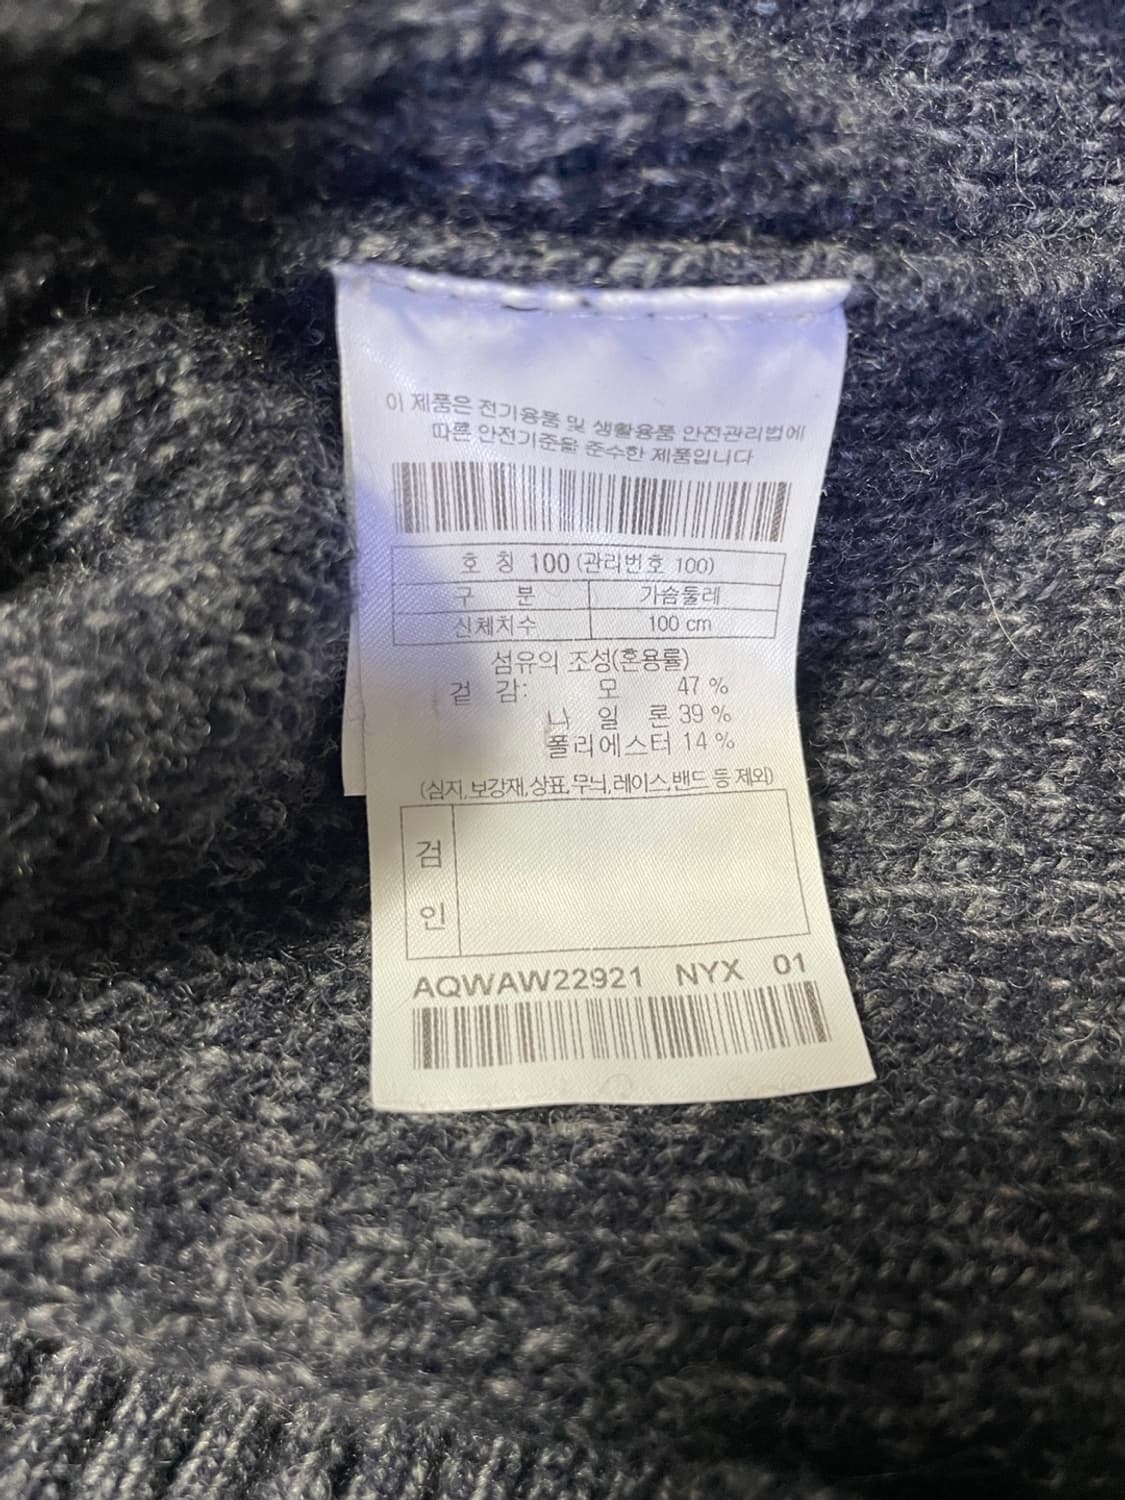 이 제품은 전기용품 및 생활용품 안전관리법에
따른 안전기준을 준수한 제품입니다
호 칭 100 (관리번호 100)
구 분 가슴둘레
신체치수 100 cm
섬유의 조성(혼용률)
겉 감: 모 47 %
나 일 론 39 %
폴리에스터 14 %
(심지,보강재,상표,무늬,레이스,밴드 등 제외)
검
인
AQWAW22921 NYX 01